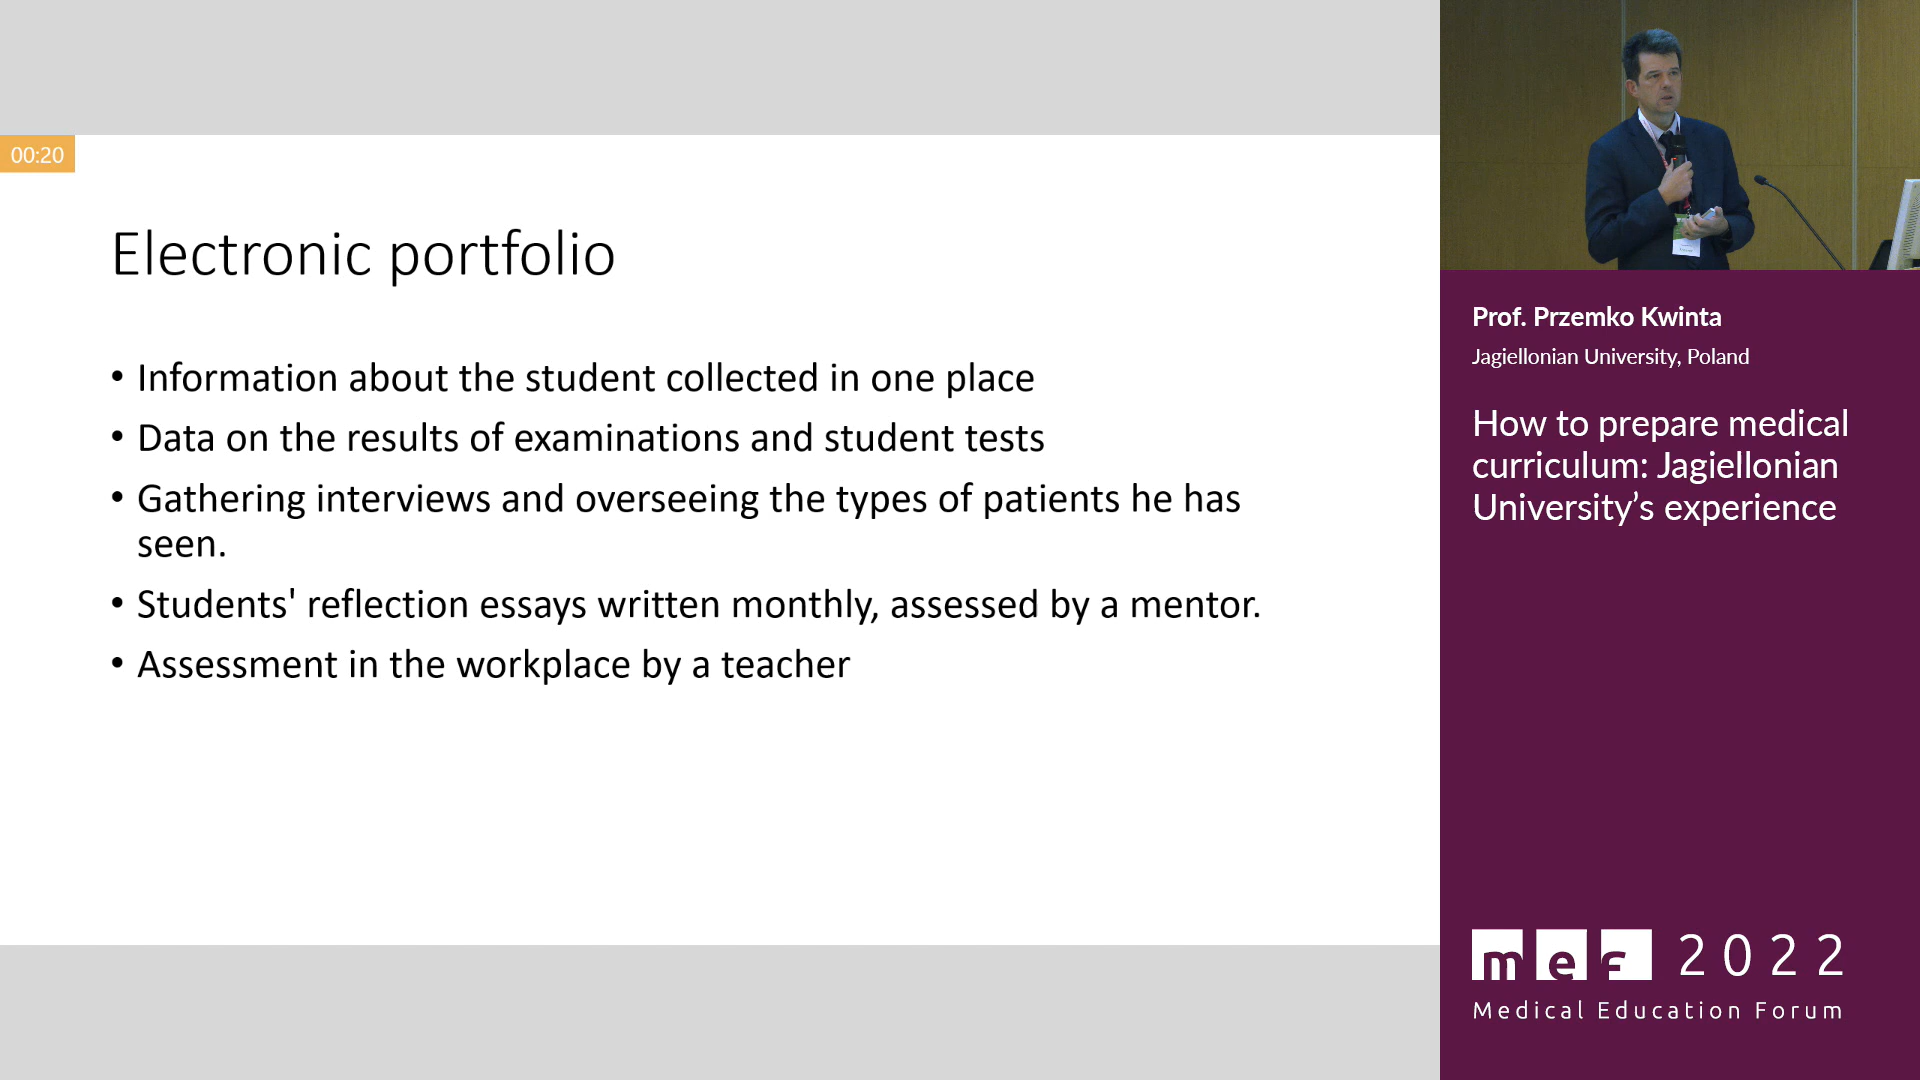 00:20
Electronic portfolio
• Information about the student collected in one place
• Data on the results of examinations and student tests
• Gathering interviews and overseeing the types of patients he has
seen.
• Students' reflection essays written monthly, assessed by a mentor.
• Assessment in the workplace by a teacher
Prof. Przemko Kwinta
Jagiellonian University, Poland
How to prepare medical
curriculum: Jagiellonian
University’s experience
mef 2022
Medical Education Forum